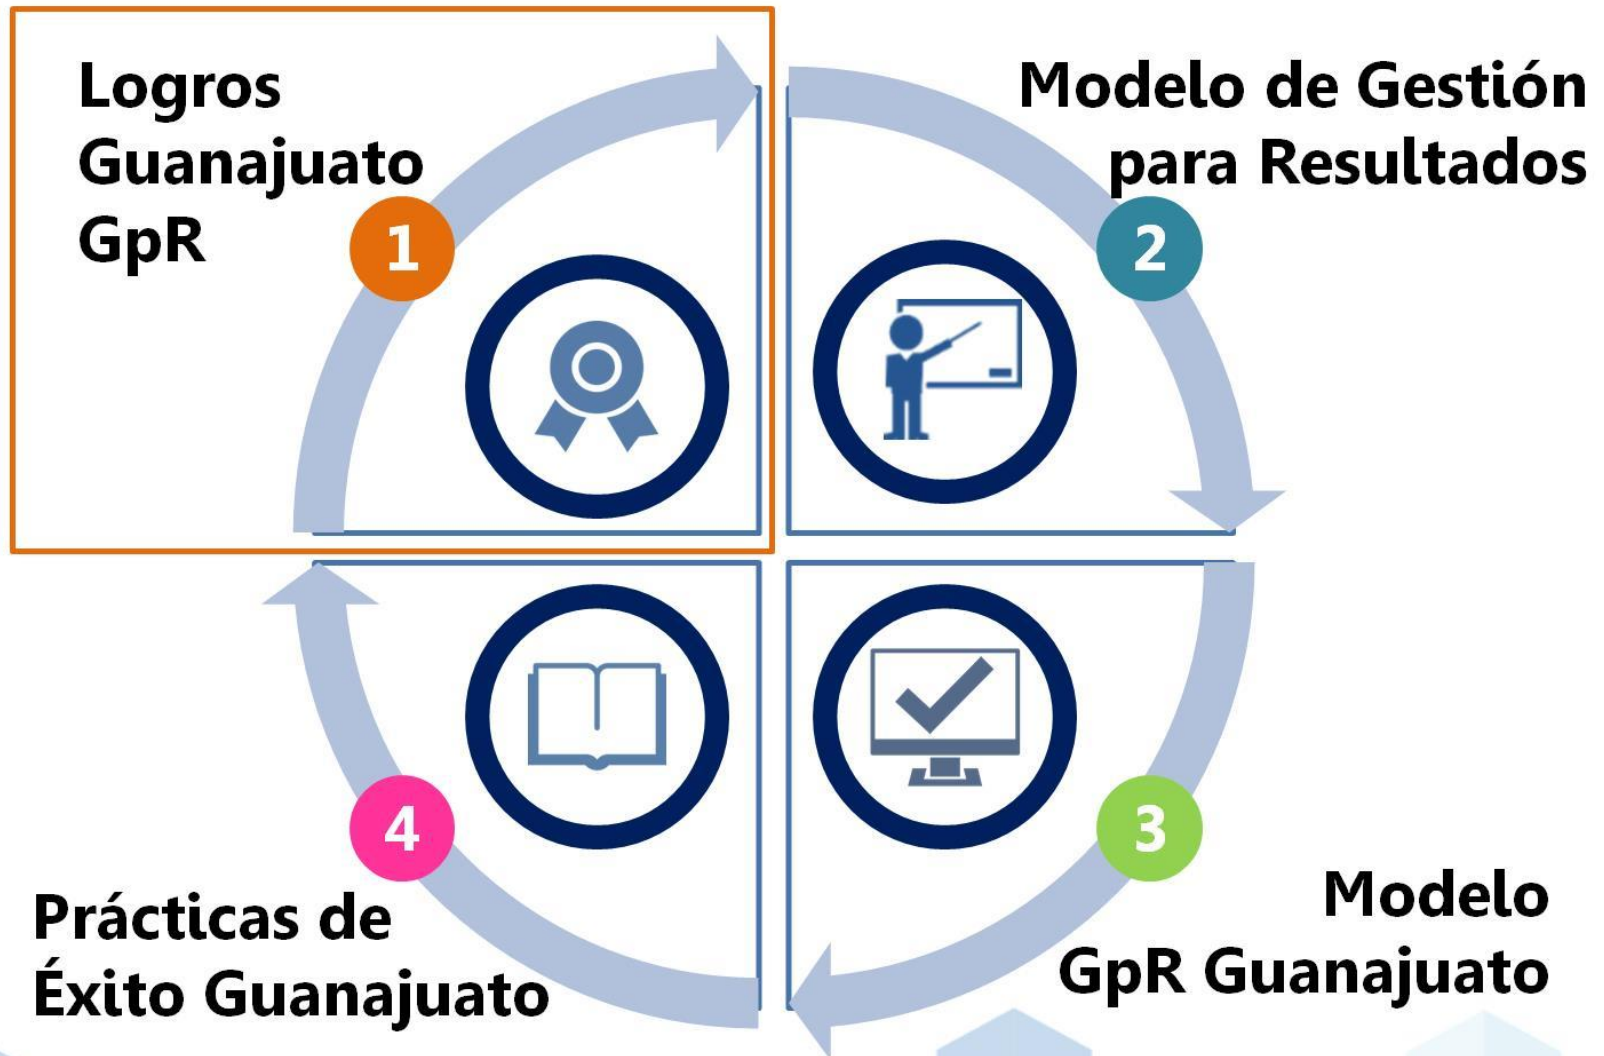 Logros
Guanajuato
GpR
1
Modelo de Gestión
para Resultados
2
3
Modelo
GpR Guanajuato
4
Prácticas de
Éxito Guanajuato